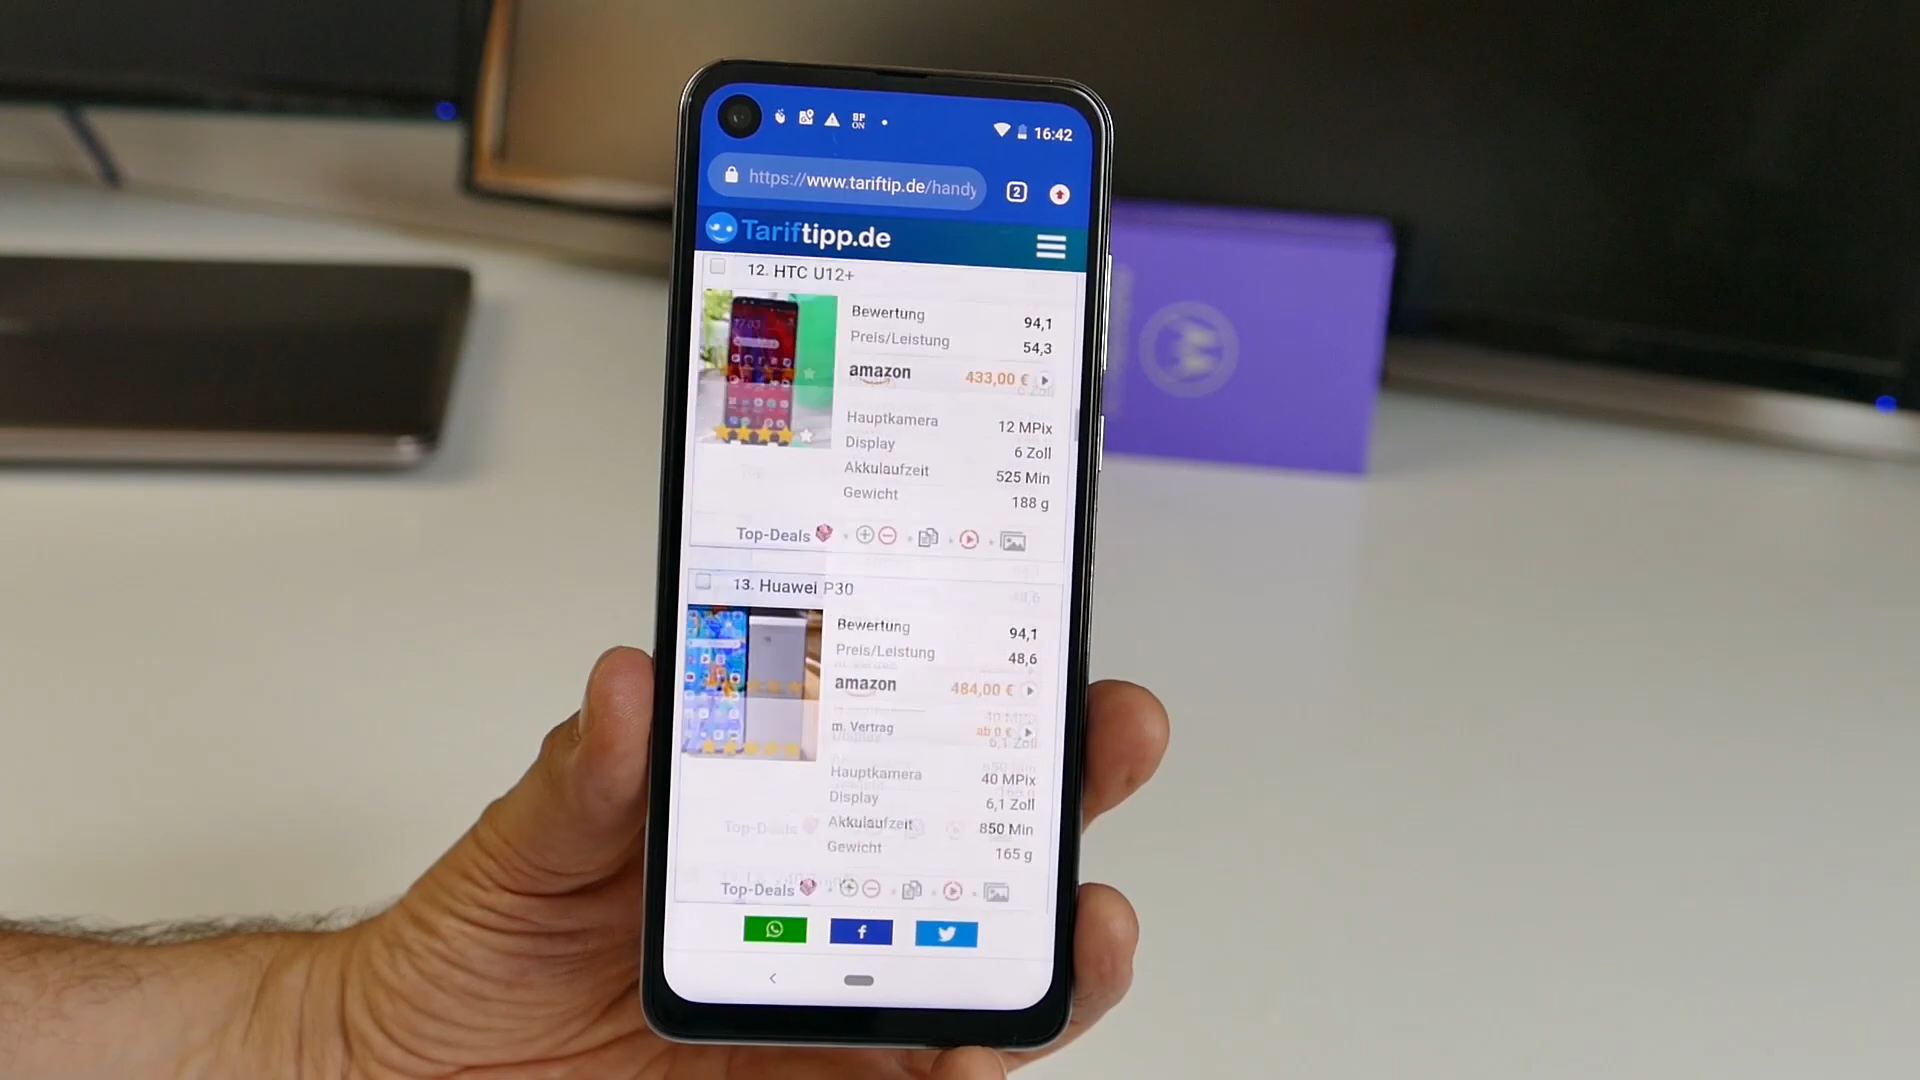 BP
ON
16:42
https://www.tariftip.de/handy
2
Tariftipp.de
12. HTC U12+
Bewertung 94,1
Preis/Leistung 54,3
amazon 433,00 €
Hauptkamera 12 MPix
Display 6 Zoll
Akkulaufzeit 525 Min
Gewicht 188 g
Top-Deals
13. Huawei P30
Bewertung 94,1
Preis/Leistung 48,6
amazon 484,00 €
m. Vertrag ab 0 €
Hauptkamera 40 MPix
Display 6,1 Zoll
Akkulaufzeit 850 Min
Gewicht 165 g
Top-Deals